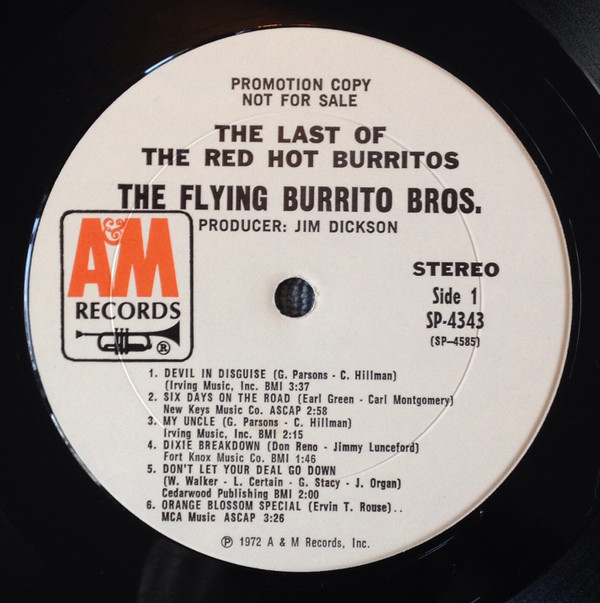 PROMOTION COPY
NOT FOR SALE
THE LAST OF
THE RED HOT BURRITOS
THE FLYING BURRITO BROS.
PRODUCER: JIM DICKSON
A&M
RECORDS
®
STEREO
Side 1
SP-4343
(SP-4585)
1. DEVIL IN DISGUISE (G. Parsons - C. Hillman)
(Irving Music, Inc. BMI 3:37
2. SIX DAYS ON THE ROAD (Earl Green - Carl Montgomery)
New Keys Music Co. ASCAP 2:58
3. MY UNCLE (G. Parsons - C. Hillman)
Irving Music, Inc. BMI 2:15
4. DIXIE BREAKDOWN (Don Reno - Jimmy Lunceford)
Fort Knox Music Co. BMI 1:46
5. DON'T LET YOUR DEAL GO DOWN
(W. Walker - L. Certain - G. Stacy - J. Organ)
Cedarwood Publishing BMI 2:00
6. ORANGE BLOSSOM SPECIAL (Ervin T. Rouse)..
MCA Music ASCAP 3:26
℗ 1972 A & M Records, Inc.